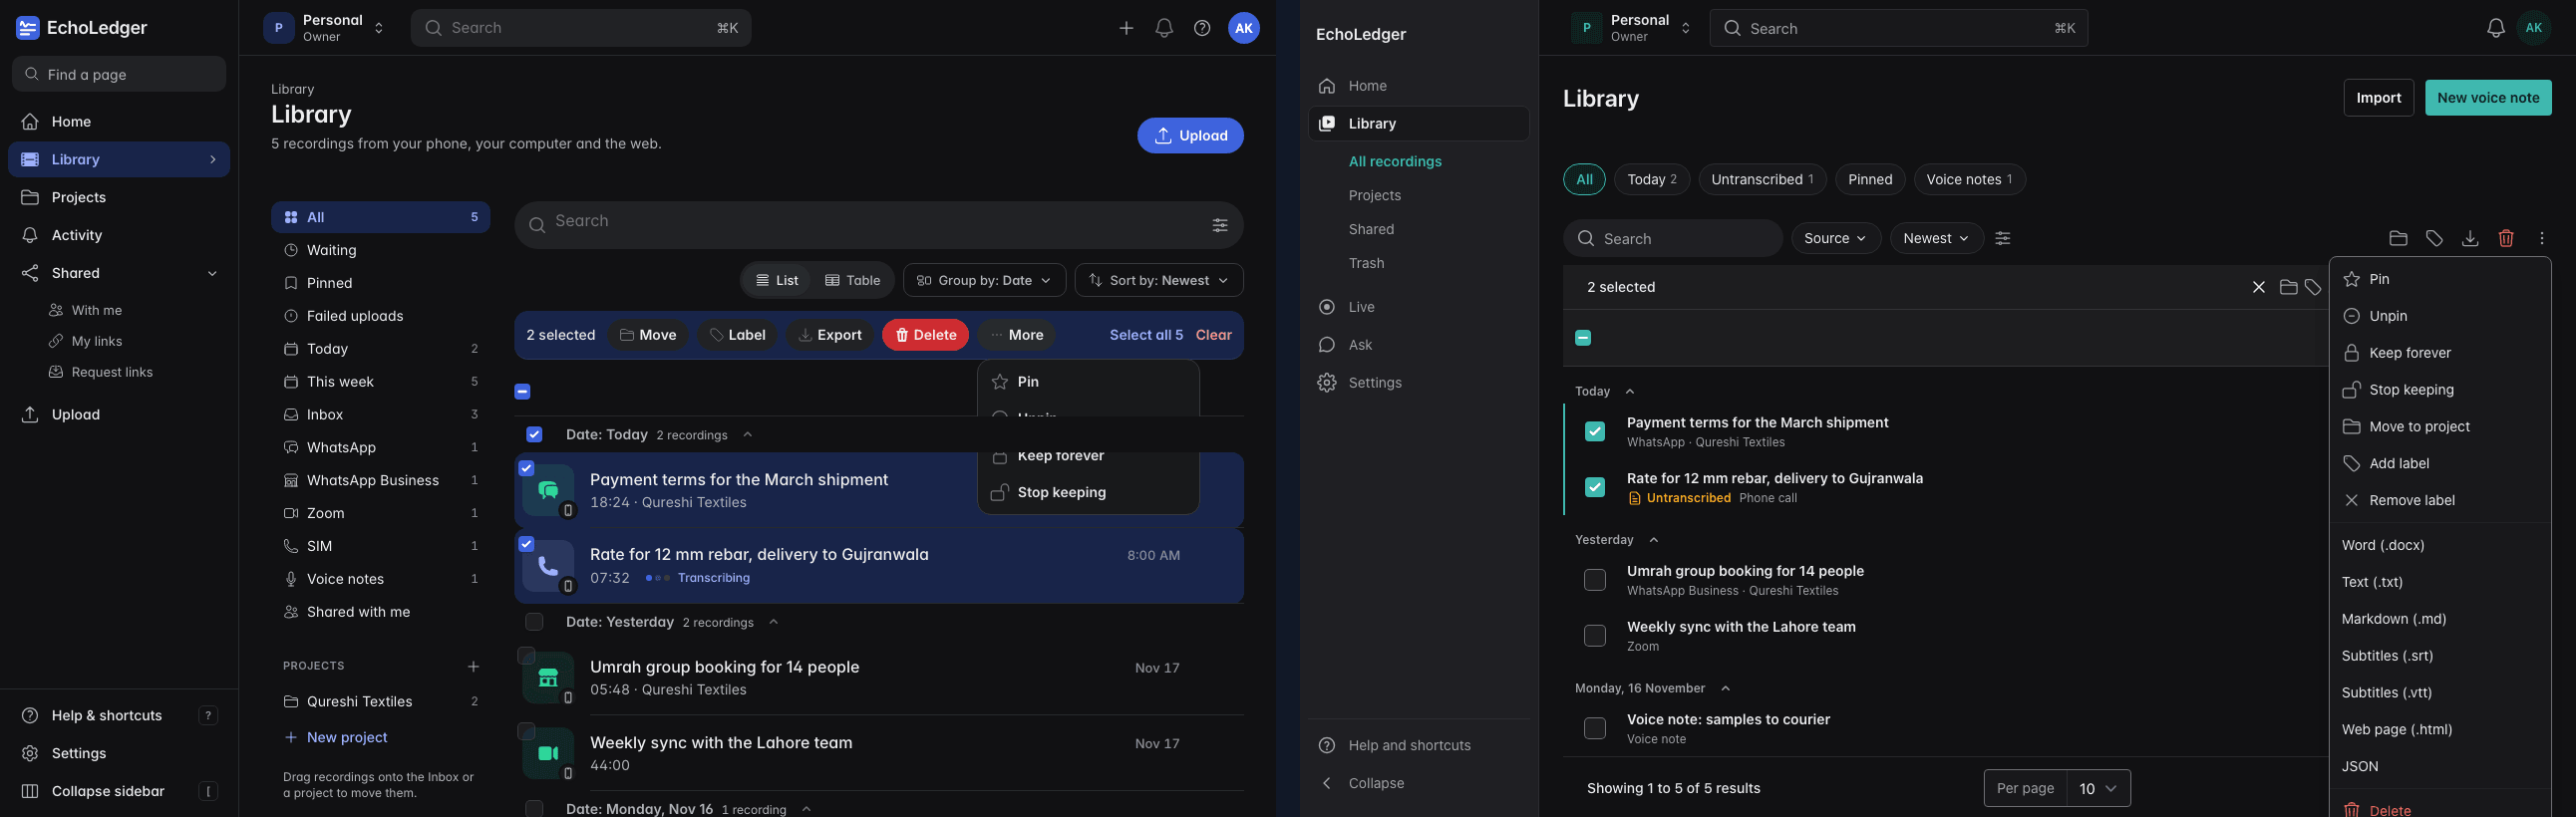 EchoLedger
Find a page
Home
Library
Projects
Activity
Shared
With me
My links
Request links
Upload
Help & shortcuts ?
Settings
Collapse sidebar [
P Personal
Owner
Search ⌘K
AK
Library
Library
5 recordings from your phone, your computer and the web.
Upload
All 5
Waiting
Pinned
Failed uploads
Today 2
This week 5
Inbox 3
WhatsApp 1
WhatsApp Business 1
Zoom 1
SIM 1
Voice notes 1
Shared with me
PROJECTS
Qureshi Textiles 2
New project
Drag recordings onto the Inbox or
a project to move them.
Search
List Table Group by: Date Sort by: Newest
2 selected Move Label Export Delete More Select all 5 Clear
Pin
Keep forever
Stop keeping
Date: Today 2 recordings
Payment terms for the March shipment
18:24 · Qureshi Textiles
Rate for 12 mm rebar, delivery to Gujranwala 8:00 AM
07:32 Transcribing
Date: Yesterday 2 recordings
Umrah group booking for 14 people Nov 17
05:48 · Qureshi Textiles
Weekly sync with the Lahore team Nov 17
44:00
Date: Monday, Nov 16 1 recording
EchoLedger
Home
Library
All recordings
Projects
Shared
Trash
Live
Ask
Settings
Help and shortcuts
Collapse
P Personal
Owner
Search ⌘K
AK
Library
Import New voice note
All Today 2 Untranscribed 1 Pinned Voice notes 1
Search Source Newest
2 selected
Today
Payment terms for the March shipment
WhatsApp · Qureshi Textiles
Rate for 12 mm rebar, delivery to Gujranwala
Untranscribed Phone call
Yesterday
Umrah group booking for 14 people
WhatsApp Business · Qureshi Textiles
Weekly sync with the Lahore team
Zoom
Monday, 16 November
Voice note: samples to courier
Voice note
Showing 1 to 5 of 5 results Per page 10
Pin
Unpin
Keep forever
Stop keeping
Move to project
Add label
Remove label
Word (.docx)
Text (.txt)
Markdown (.md)
Subtitles (.srt)
Subtitles (.vtt)
Web page (.html)
JSON
Delete